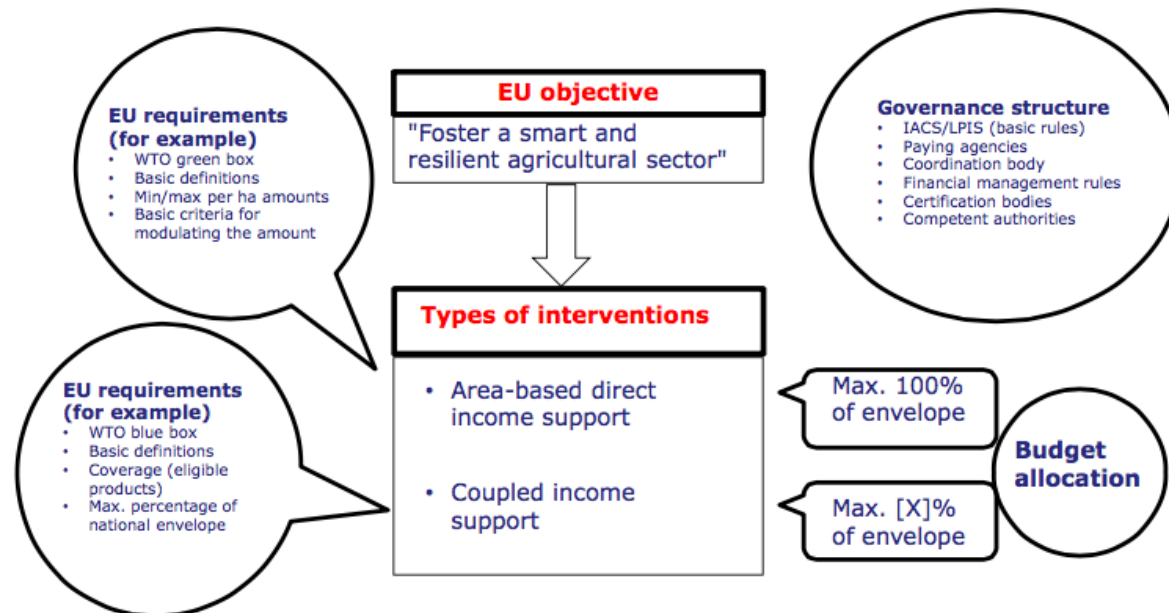 EU objective
"Foster a smart and
resilient agricultural sector"
EU requirements
(for example)
• WTO green box
• Basic definitions
• Min/max per ha amounts
• Basic criteria for
modulating the amount
Governance structure
• IACS/LPIS (basic rules)
• Paying agencies
• Coordination body
• Financial management rules
• Certification bodies
• Competent authorities
Types of interventions
• Area-based direct
income support
• Coupled income
support
EU requirements
(for example)
• WTO blue box
• Basic definitions
• Coverage (eligible
products)
• Max. percentage of
national envelope
Max. 100%
of envelope
Max. [X]%
of envelope
Budget
allocation